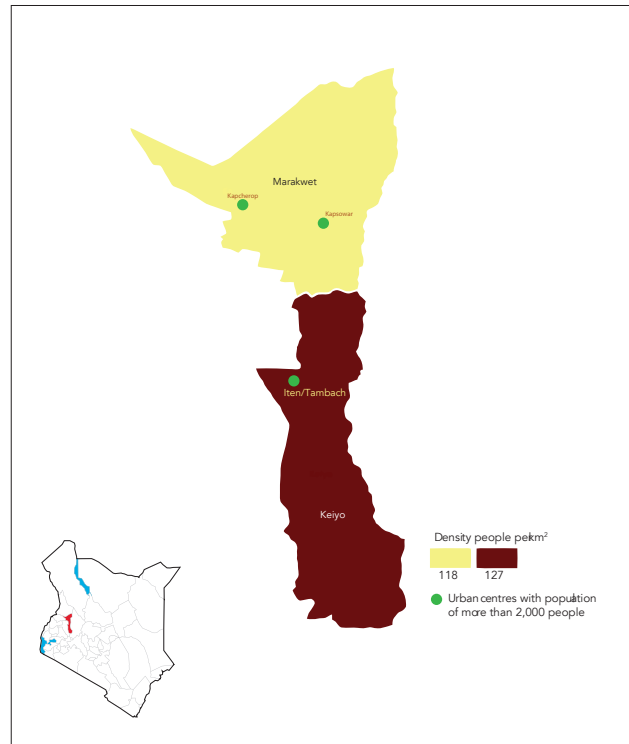 Marakwet
Kapcherop
Kapsowar
Iten/Tambach
Keiyo
Density people per km²
118 127
Urban centres with population
of more than 2,000 people